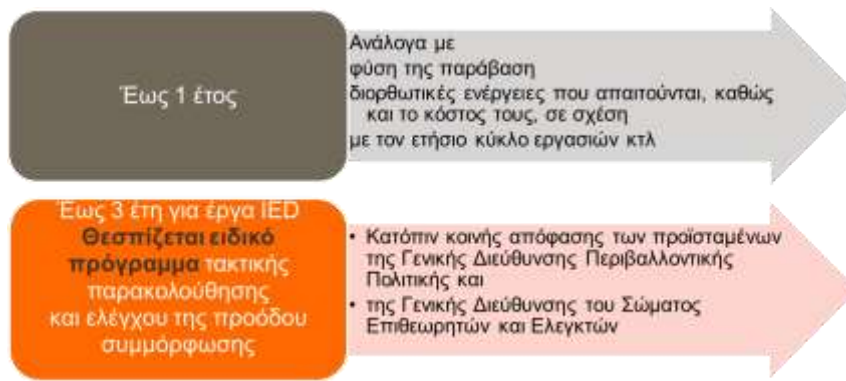 Έως 1 έτος
Ανάλογα με
φύση της παράβαση
διορθωτικές ενέργειες που απαιτούνται, καθώς
και το κόστος τους, σε σχέση
με τον ετήσιο κύκλο εργασιών κτλ
Έως 3 έτη για έργα IED
Θεσπίζεται ειδικό
πρόγραμμα τακτικής
παρακολούθησης
και ελέγχου της προόδου
συμμόρφωσης
• Κατόπιν κοινής απόφασης των προϊσταμένων
της Γενικής Διεύθυνσης Περιβαλλοντικής
Πολιτικής και
• της Γενικής Διεύθυνσης του Σώματος
Επιθεωρητών και Ελεγκτών